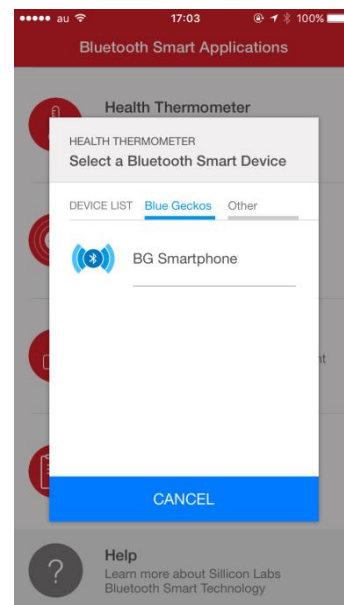 au 17:03 100%
Bluetooth Smart Applications
Health Thermometer
HEALTH THERMOMETER
Select a Bluetooth Smart Device
DEVICE LIST Blue Geckos Other
BG Smartphone
nt
CANCEL
?
Help
Learn more about Sillicon Labs
Bluetooth Smart Technology